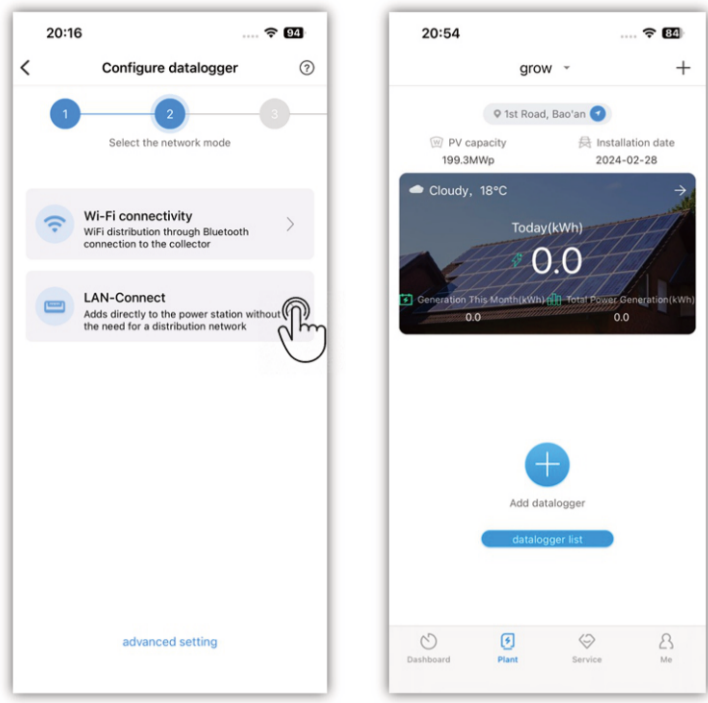 20:16
94
Configure datalogger
?
1
2
3
Select the network mode
Wi-Fi connectivity
WiFi distribution through Bluetooth
connection to the collector
LAN-Connect
Adds directly to the power station without
the need for a distribution network
advanced setting
20:54
84
grow
1st Road, Bao'an
PV capacity
199.3MWp
Installation date
2024-02-28
Cloudy, 18°C
Today(kWh)
0.0
Generation This Month(kWh)
0.0
Total Power Generation(kWh)
0.0
Add datalogger
datalogger list
Dashboard
Plant
Service
Me